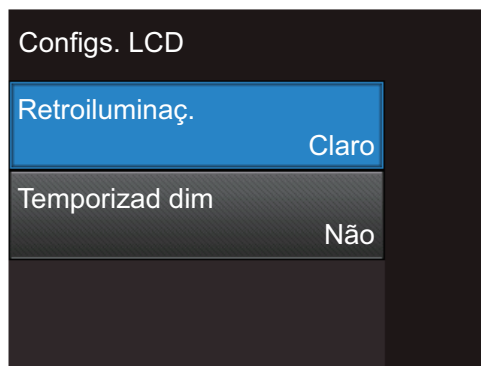 Configs. LCD
Retroiluminaç.
Claro
Temporizad dim
Não